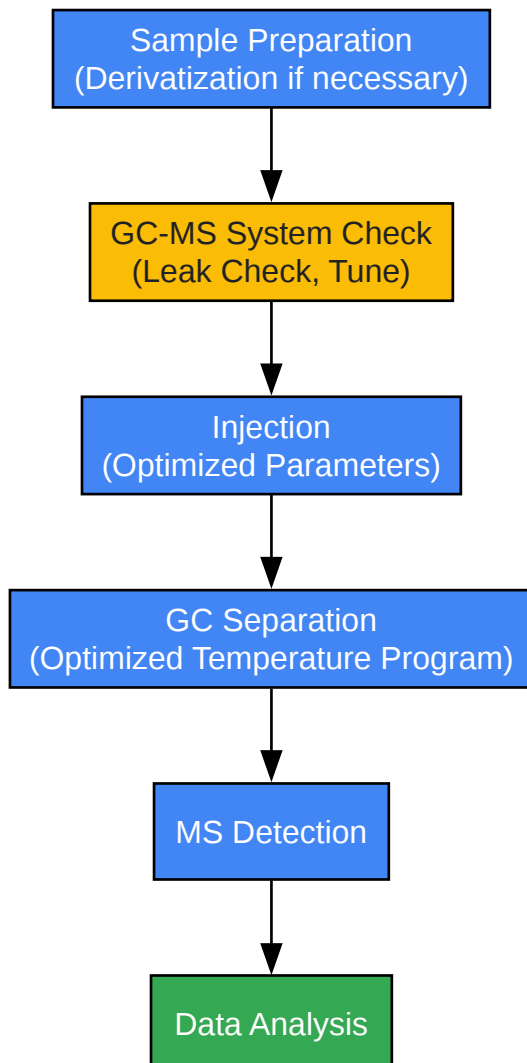 Sample Preparation
(Derivatization if necessary)
GC-MS System Check
(Leak Check, Tune)
Injection
(Optimized Parameters)
GC Separation
(Optimized Temperature Program)
MS Detection
Data Analysis